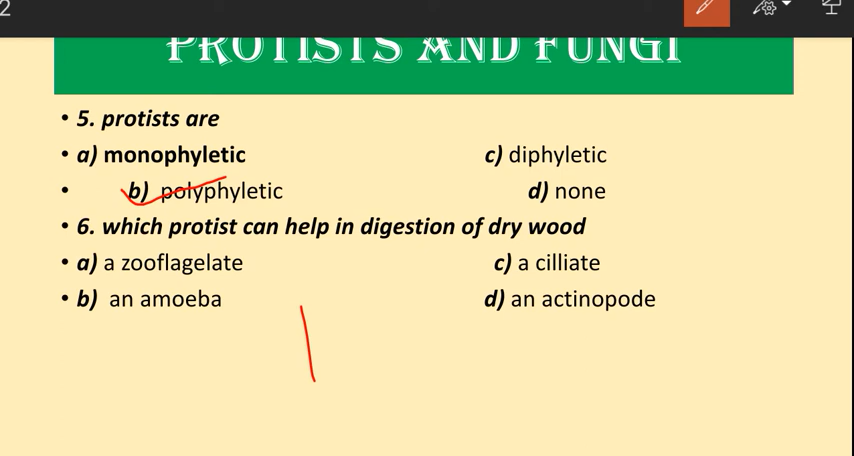 2
PROTISTS AND FUNGI
• 5. protists are
• a) monophyletic c) diphyletic
• b) polyphyletic d) none
• 6. which protist can help in digestion of dry wood
• a) a zooflagelate c) a cilliate
• b) an amoeba d) an actinopode